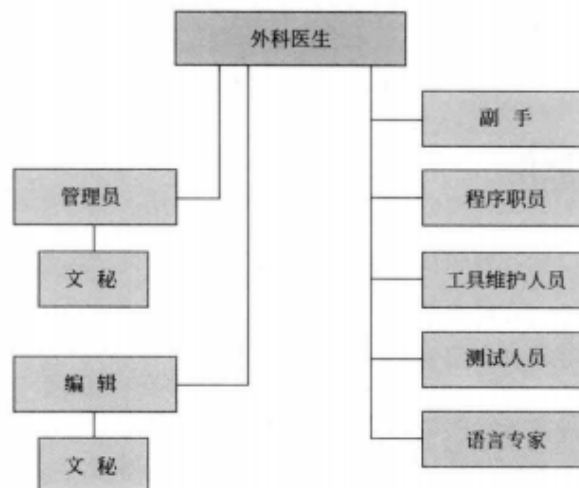 外科医生
副 手
管理员
程序职员
文 秘
工具维护人员
测试人员
编 辑
语言专家
文 秘